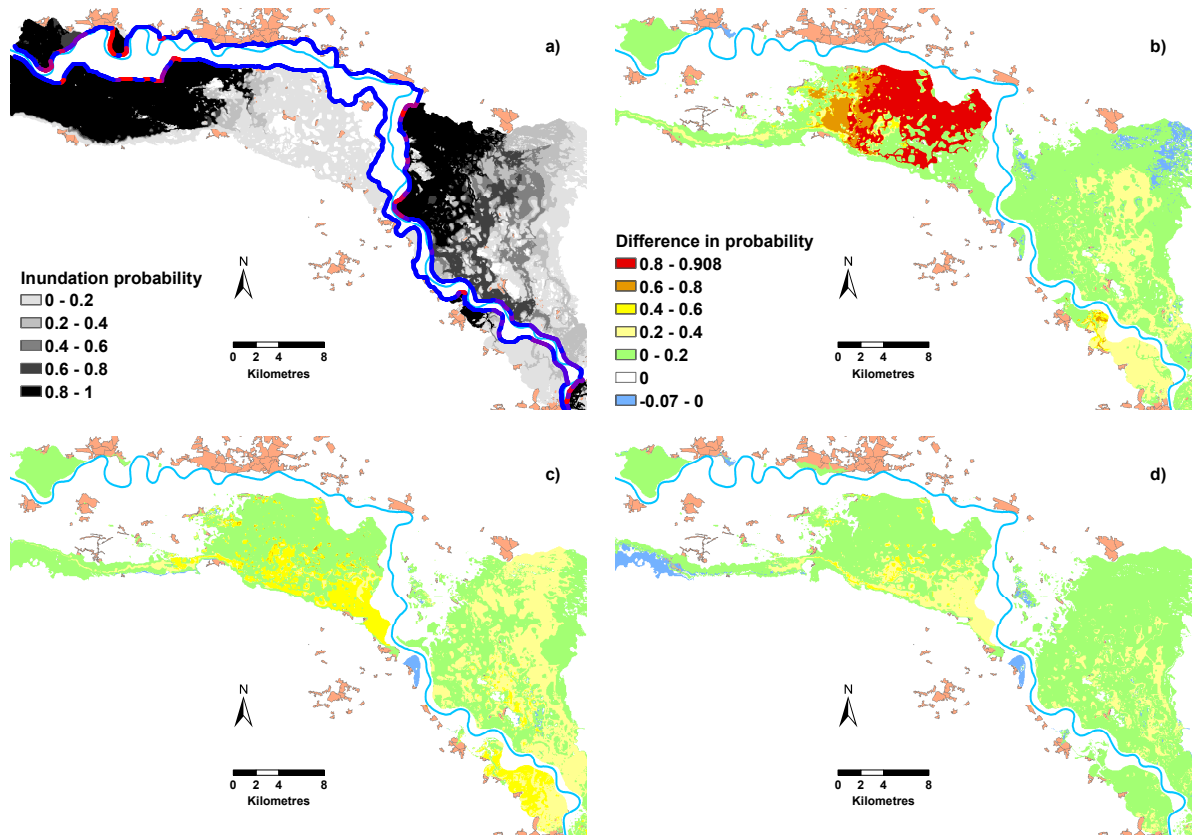 a)
Inundation probability
0 - 0.2
0.2 - 0.4
0.4 - 0.6
0.6 - 0.8
0.8 - 1
N
0 2 4 8
Kilometres
b)
Difference in probability
0.8 - 0.908
0.6 - 0.8
0.4 - 0.6
0.2 - 0.4
0 - 0.2
0
-0.07 - 0
N
0 2 4 8
Kilometres
c)
N
0 2 4 8
Kilometres
d)
N
0 2 4 8
Kilometres